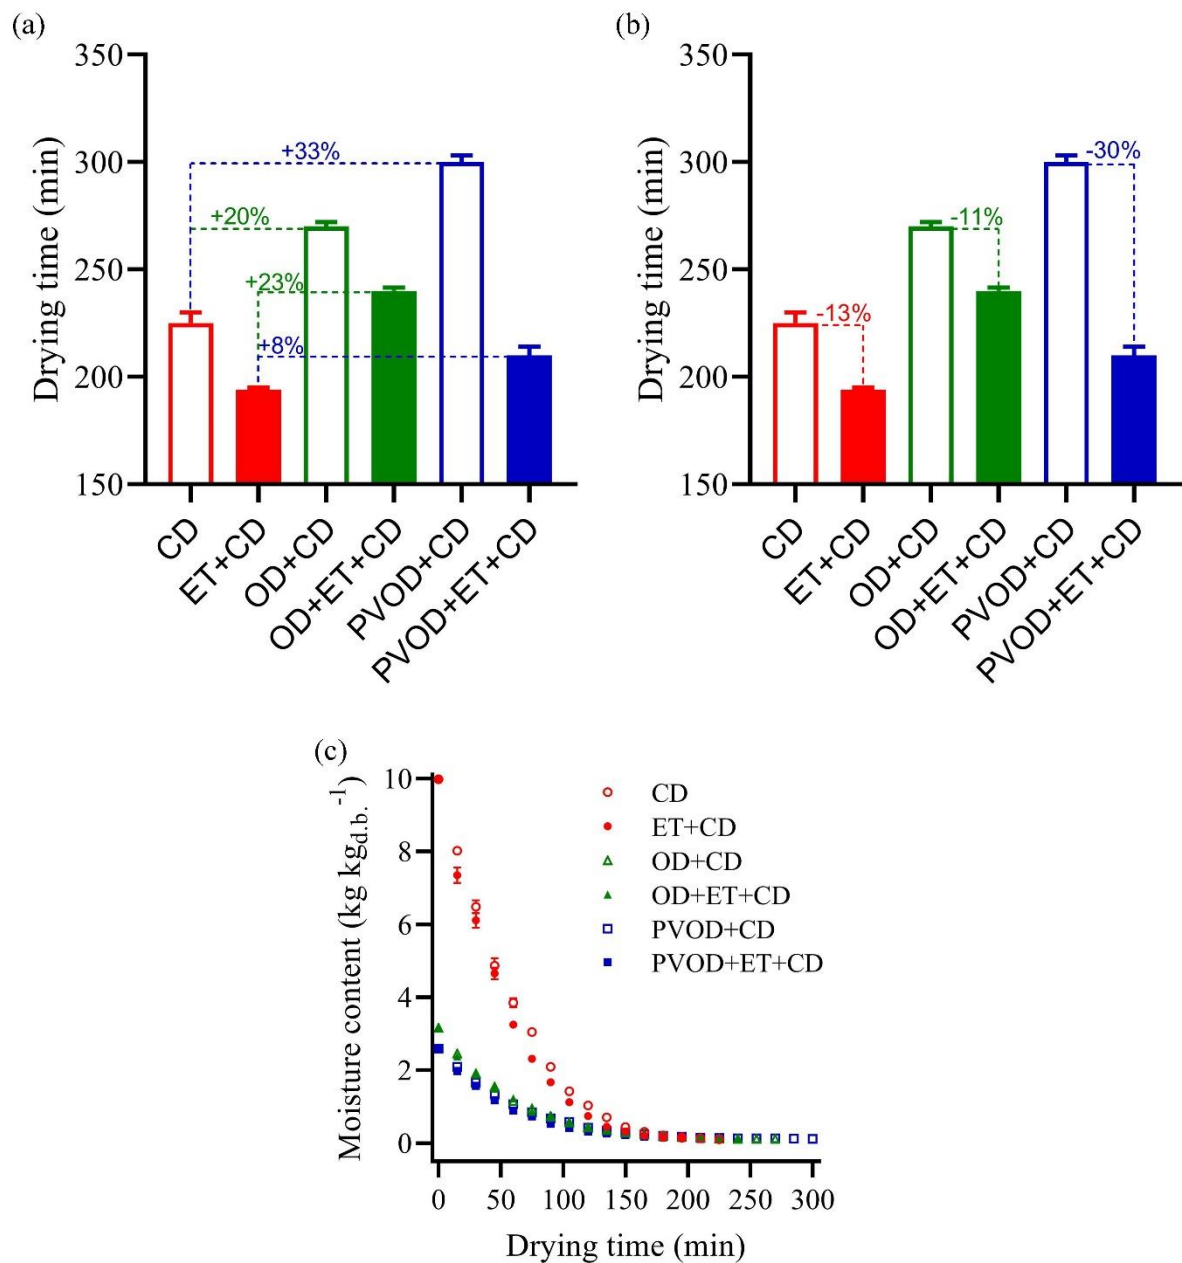 (a)
350
300
250
200
150
Drying time (min)
+33%
+20%
+23%
+8%
CD
ET+CD
OD+CD
OD+ET+CD
PVOD+CD
PVOD+ET+CD
(b)
350
300
250
200
150
Drying time (min)
-13%
-11%
-30%
CD
ET+CD
OD+CD
OD+ET+CD
PVOD+CD
PVOD+ET+CD
(c)
10
8
6
4
2
0
Moisture content (kg kg_d.b.^-1)
CD
ET+CD
OD+CD
OD+ET+CD
PVOD+CD
PVOD+ET+CD
0 50 100 150 200 250 300
Drying time (min)